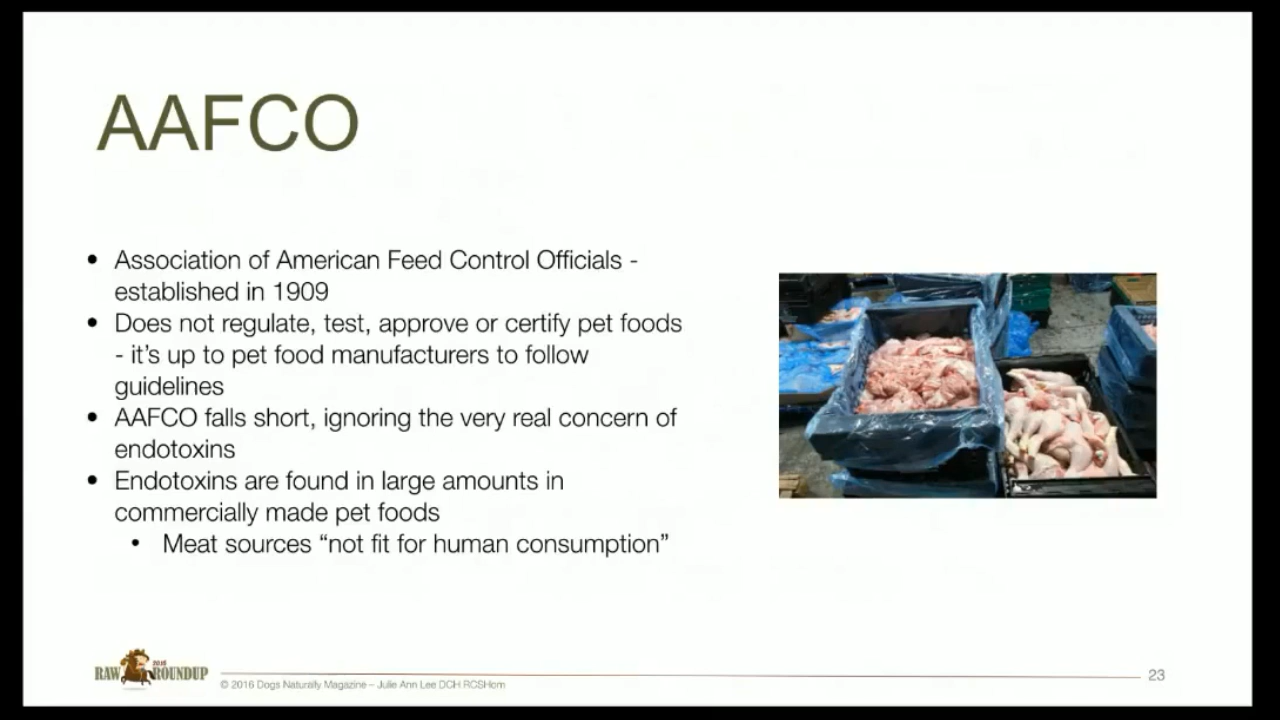 AAFCO
• Association of American Feed Control Officials -
established in 1909
• Does not regulate, test, approve or certify pet foods
- it’s up to pet food manufacturers to follow
guidelines
• AAFCO falls short, ignoring the very real concern of
endotoxins
• Endotoxins are found in large amounts in
commercially made pet foods
• Meat sources “not fit for human consumption”
2016
RAW ROUNDUP
© 2016 Dogs Naturally Magazine – Julie Ann Lee DCH RCSHom
23